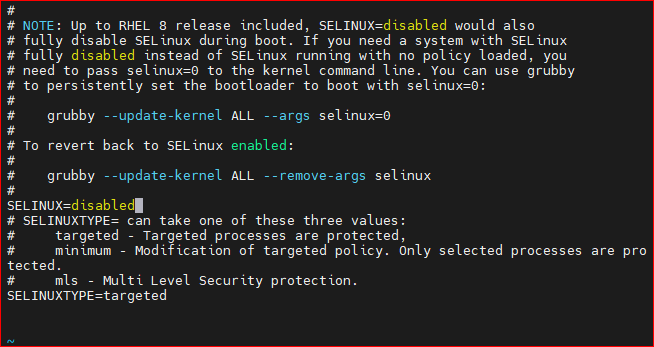 #
# NOTE: Up to RHEL 8 release included, SELINUX=disabled would also
# fully disable SELinux during boot. If you need a system with SELinux
# fully disabled instead of SELinux running with no policy loaded, you
# need to pass selinux=0 to the kernel command line. You can use grubby
# to persistently set the bootloader to boot with selinux=0:
#
#    grubby --update-kernel ALL --args selinux=0
#
# To revert back to SELinux enabled:
#
#    grubby --update-kernel ALL --remove-args selinux
#
SELINUX=disabled
# SELINUXTYPE= can take one of these three values:
#     targeted - Targeted processes are protected,
#     minimum - Modification of targeted policy. Only selected processes are pro
tected.
#     mls - Multi Level Security protection.
SELINUXTYPE=targeted
~